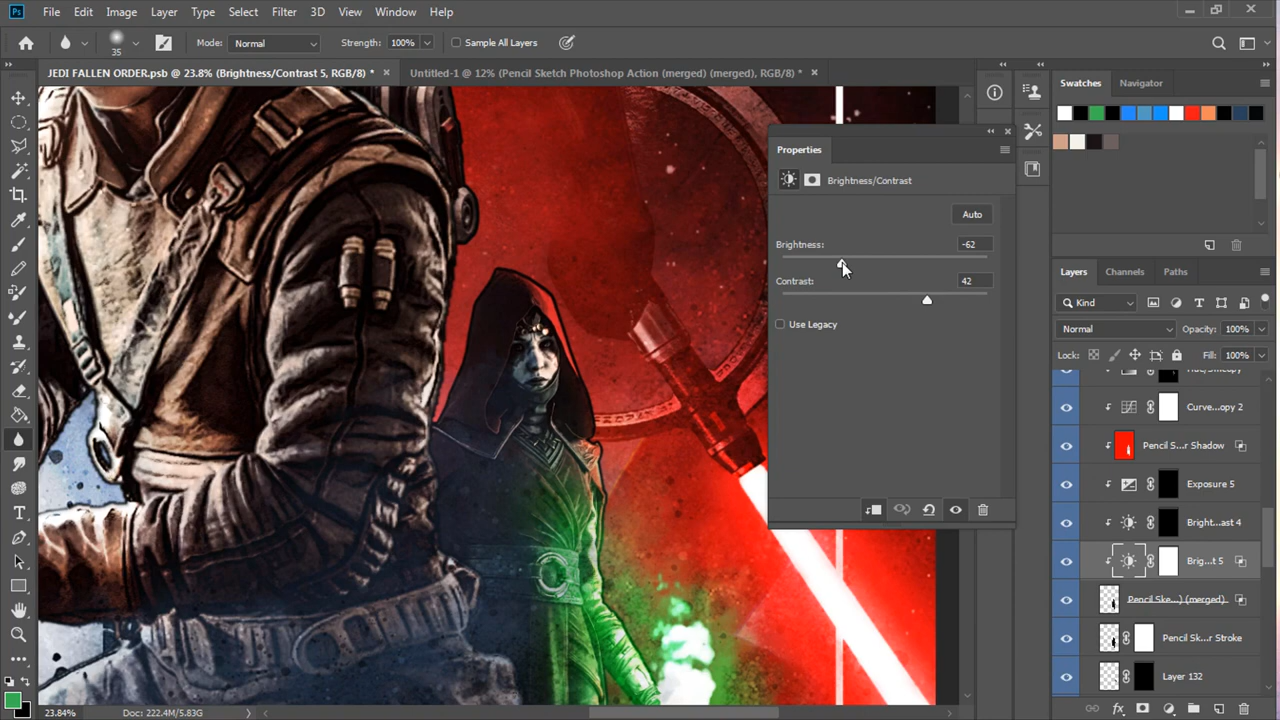 Ps File Edit Image Layer Type Select Filter 3D View Window Help
35 Mode: Normal Strength: 100% Sample All Layers
JEDI FALLEN ORDER.psb @ 23.8% (Brightness/Contrast 5, RGB/8) * × Untitled-1 @ 12% (Pencil Sketch Photoshop Action (merged) (merged), RGB/8) * ×
Swatches Navigator
Properties
Brightness/Contrast
Auto
Brightness: -62
Contrast: 42
Use Legacy
Layers Channels Paths
Kind
Normal Opacity: 100%
Lock: Fill: 100%
Curve...opy 2
Pencil S...r Shadow
Exposure 5
Bright...ast 4
Brig...t 5
Pencil Ske...) (merged)
Pencil Sk...r Stroke
Layer 132
23.84% Doc: 222.4M/5.83G